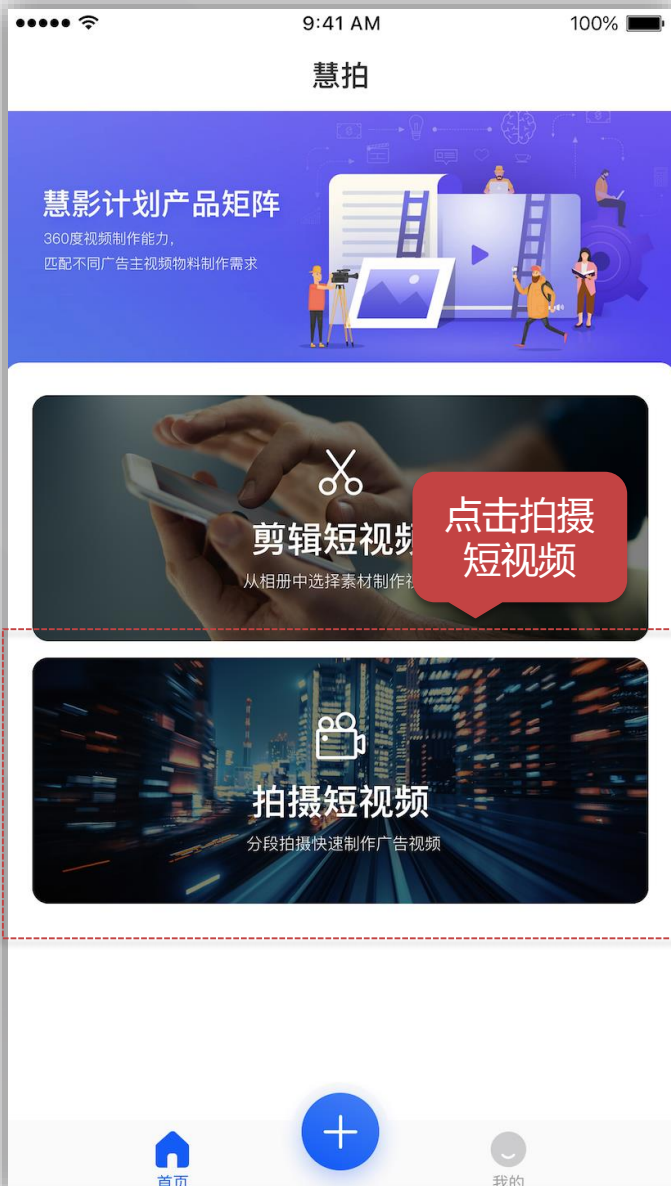 9:41 AM
100%
慧拍
慧影计划产品矩阵
360度视频制作能力，
匹配不同广告主视频物料制作需求
剪辑短视频
从相册中选择素材制作
点击拍摄
短视频
拍摄短视频
分段拍摄快速制作广告视频
首页
我的